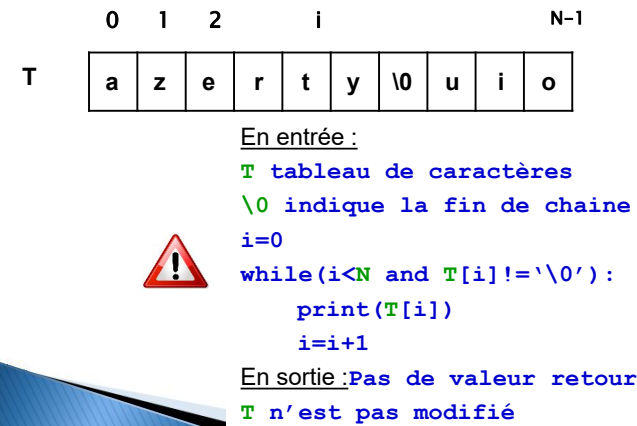 0 1 2 i N-1
T a z e r t y \0 u i o
En entrée :
T tableau de caractères
\0 indique la fin de chaine
i=0
while(i<N and T[i]!=‘\0’):
print(T[i])
i=i+1
En sortie :Pas de valeur retour
T n’est pas modifié